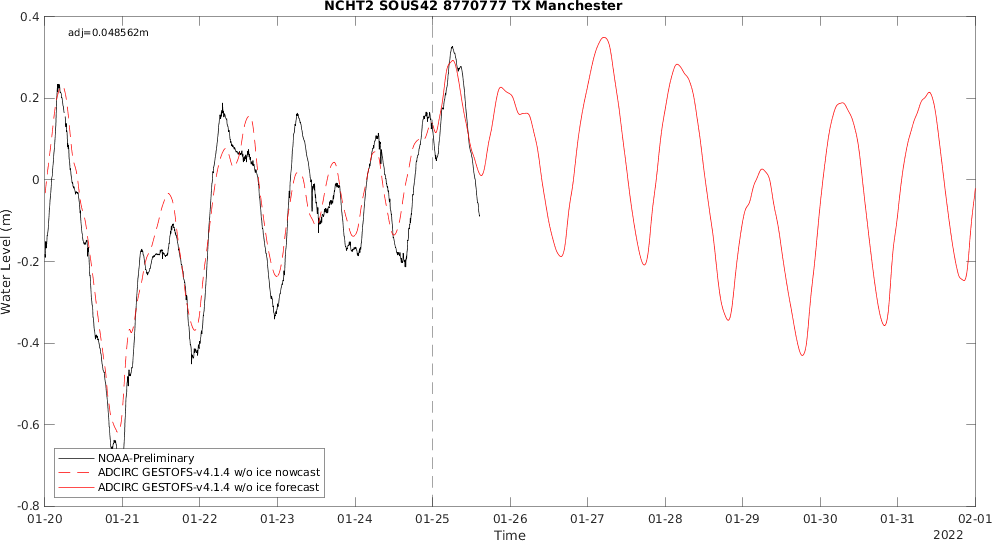 NCHT2 SOUS42 8770777 TX Manchester
adj=0.048562m
0.4
0.2
0
-0.2
-0.4
-0.6
-0.8
Water Level (m)
NOAA-Preliminary
ADCIRC GESTOFS-v4.1.4 w/o ice nowcast
ADCIRC GESTOFS-v4.1.4 w/o ice forecast
01-20 01-21 01-22 01-23 01-24 01-25 01-26 01-27 01-28 01-29 01-30 01-31 02-01
Time
2022